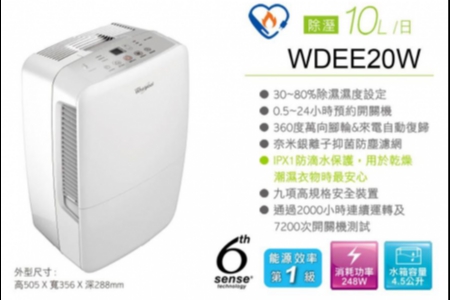 除溼 10L/日
WDEE20W
● 30~80%除濕濕度設定
● 0.5~24小時預約開關機
● 360度萬向腳輪&來電自動復歸
● 奈米銀離子抑菌防塵濾網
● IPX1防滴水保護，用於乾燥
潮濕衣物時最安心
● 九項高規格安全裝置
● 通過2000小時連續運轉及
7200次開關機測試
Whirlpool
外型尺寸：
高505 X 寬356 X 深288mm
6th
sense
technology
能源效率
第1級
消耗功率
248W
水箱容量
4.5公升